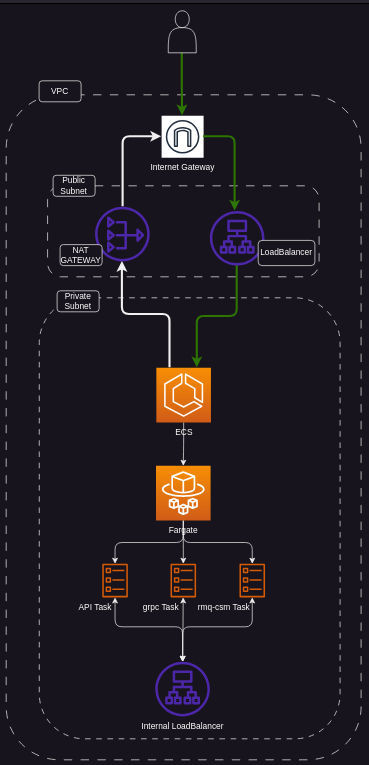 VPC
Internet Gateway
Public
Subnet
NAT
GATEWAY
LoadBalancer
Private
Subnet
ECS
Fargate
API Task
grpc Task
rmq-csm Task
Internal LoadBalancer